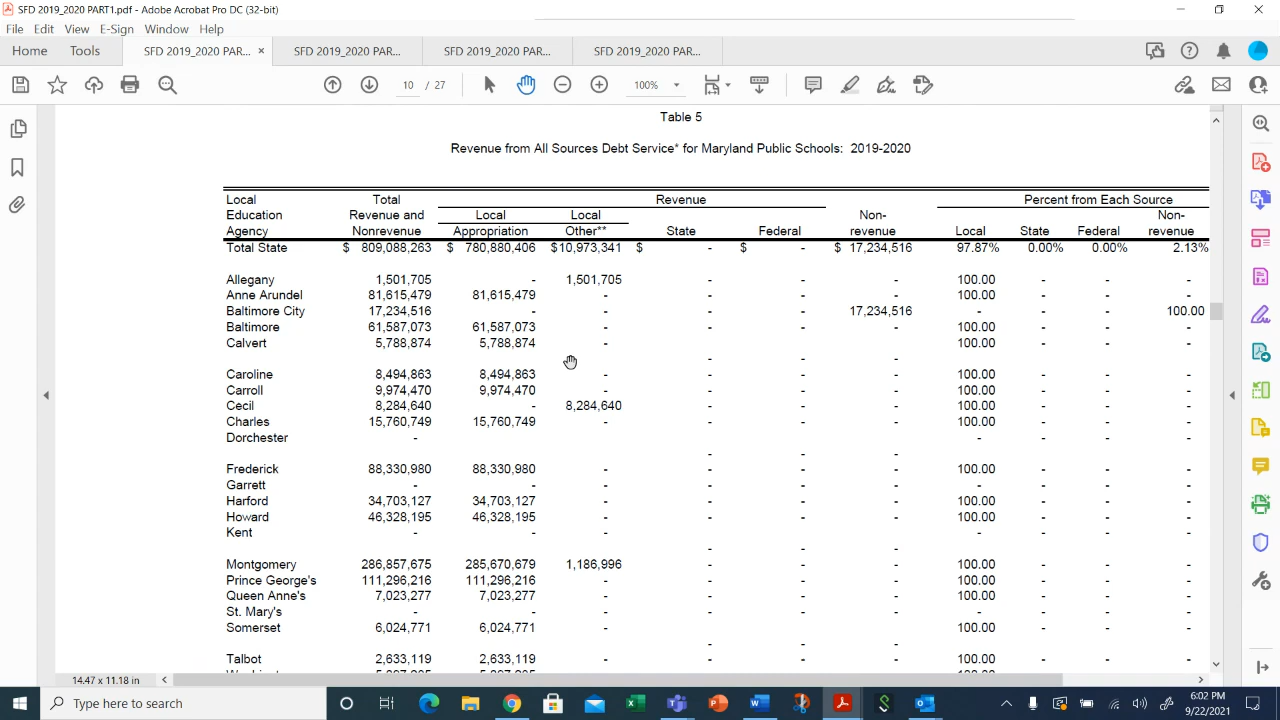 SFD 2019_2020 PART1.pdf - Adobe Acrobat Pro DC (32-bit)
File Edit View E-Sign Window Help
Home Tools SFD 2019_2020 PAR... × SFD 2019_2020 PAR... SFD 2019_2020 PAR... SFD 2019_2020 PAR...
10 / 27 100%
Table 5
Revenue from All Sources Debt Service* for Maryland Public Schools: 2019-2020
Local Total Revenue Percent from Each Source
Education Revenue and Local Local Non- Non-
Agency Nonrevenue Appropriation Other** State Federal revenue Local State Federal revenue
Total State $ 809,088,263 $ 780,880,406 $10,973,341 $ - $ - $ 17,234,516 97.87% 0.00% 0.00% 2.13%
Allegany 1,501,705 1,501,705 - - - 100.00 - - -
Anne Arundel 81,615,479 81,615,479 - - - - 100.00 - - -
Baltimore City 17,234,516 - - - - 17,234,516 - - - 100.00
Baltimore 61,587,073 61,587,073 - - - - 100.00 - - -
Calvert 5,788,874 5,788,874 - - - - 100.00 - - -
- - -
Caroline 8,494,863 8,494,863 - - - - 100.00 - - -
Carroll 9,974,470 9,974,470 - - - - 100.00 - - -
Cecil 8,284,640 - 8,284,640 - - - 100.00 - - -
Charles 15,760,749 15,760,749 - - - - 100.00 - - -
Dorchester - - - - -
- - -
Frederick 88,330,980 88,330,980 - - - - 100.00 - - -
Garrett - - - - - - - - - -
Harford 34,703,127 34,703,127 - - - - 100.00 - - -
Howard 46,328,195 46,328,195 - - - - 100.00 - - -
Kent - - - - - - - - -
- - -
Montgomery 286,857,675 285,670,679 1,186,996 - - - 100.00 - - -
Prince George's 111,296,216 111,296,216 - - - - 100.00 - - -
Queen Anne's 7,023,277 7,023,277 - - - - 100.00 - - -
St. Mary's - - - - - - - - - -
Somerset 6,024,771 6,024,771 - - - - 100.00 - - -
- - -
Talbot 2,633,119 2,633,119 - - - - 100.00 - - -
14.47 x 11.18 in
Type here to search
6:02 PM
9/22/2021